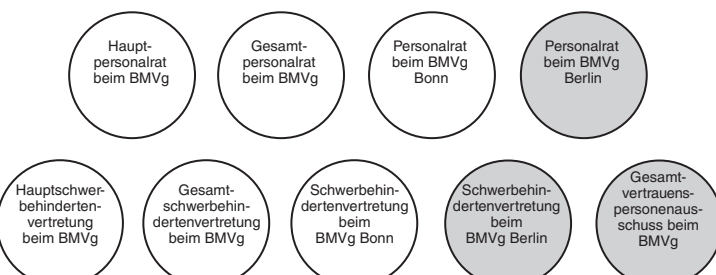 Haupt-
personalrat
beim BMVg
Gesamt-
personalrat
beim BMVg
Personalrat
beim BMVg
Bonn
Personalrat
beim BMVg
Berlin
Hauptschwer-
behinderten-
vertretung
beim BMVg
Gesamt-
schwerbehin-
dertenvertretung
beim BMVg
Schwerbehin-
dertenvertretung
beim
BMVg Bonn
Schwerbehin-
dertenvertretung
beim
BMVg Berlin
Gesamt-
vertrauens-
personenaus-
schuss beim
BMVg